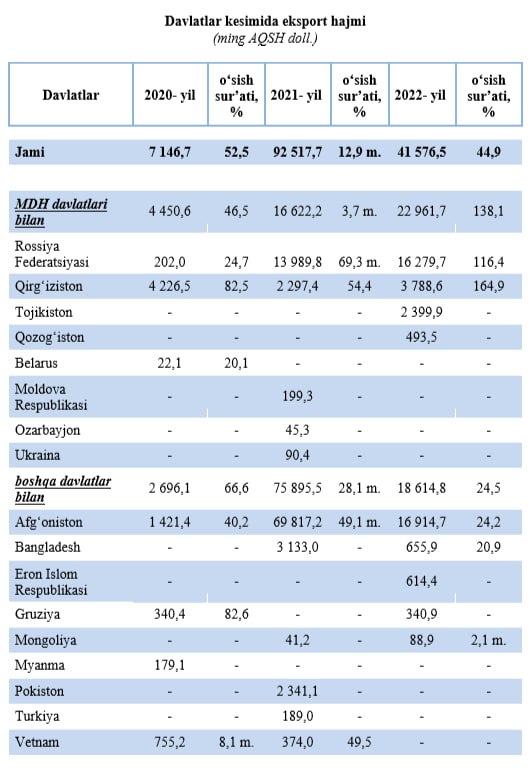 Davlatlar kesimida eksport hajmi
(ming AQSH doll.)
Davlatlar 2020- yil o‘sish sur’ati, % 2021- yil o‘sish sur’ati, % 2022- yil o‘sish sur’ati, %
Jami 7 146,7 52,5 92 517,7 12,9 m. 41 576,5 44,9
MDH davlatlari bilan 4 450,6 46,5 16 622,2 3,7 m. 22 961,7 138,1
Rossiya Federatsiyasi 202,0 24,7 13 989,8 69,3 m. 16 279,7 116,4
Qirg‘iziston 4 226,5 82,5 2 297,4 54,4 3 788,6 164,9
Tojikiston - - - - 2 399,9 -
Qozog‘iston - - - - 493,5 -
Belarus 22,1 20,1 - - - -
Moldova Respublikasi - - 199,3 - - -
Ozarbayjon - - 45,3 - - -
Ukraina - - 90,4 - - -
boshqa davlatlar bilan 2 696,1 66,6 75 895,5 28,1 m. 18 614,8 24,5
Afg‘oniston 1 421,4 40,2 69 817,2 49,1 m. 16 914,7 24,2
Bangladesh - - 3 133,0 - 655,9 20,9
Eron Islom Respublikasi - - - - 614,4 -
Gruziya 340,4 82,6 - - 340,9 -
Mongoliya - - 41,2 - 88,9 2,1 m.
Myanma 179,1 - - - - -
Pokiston - - 2 341,1 - - -
Turkiya - - 189,0 - - -
Vetnam 755,2 8,1 m. 374,0 49,5 - -